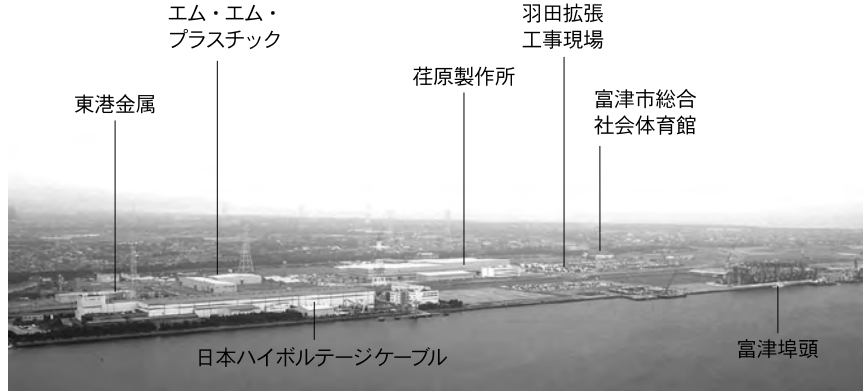 エム・エム・
プラスチック
羽田拡張
工事現場
荏原製作所
富津市総合
社会体育館
東港金属
日本ハイボルテージケーブル
富津埠頭